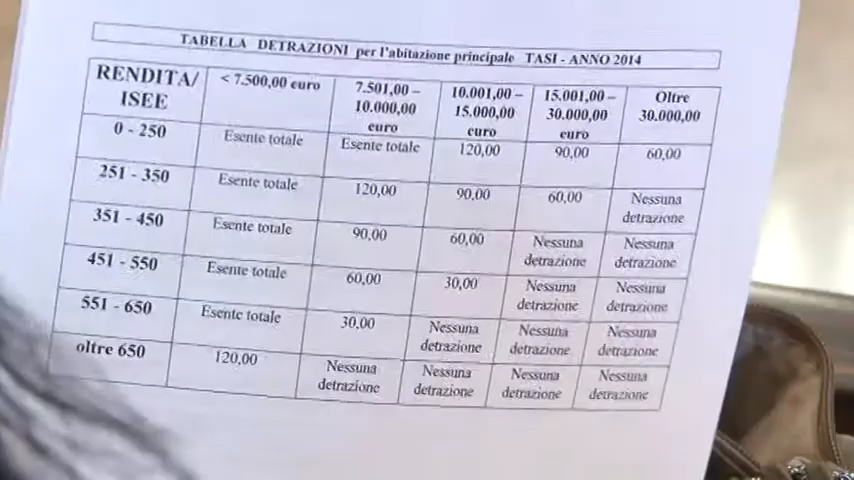 TABELLA DETRAZIONI per l'abitazione principale TASI - ANNO 2014
RENDITA/ ISEE < 7.500,00 euro 7.501,00 – 10.000,00 euro 10.001,00 – 15.000,00 euro 15.001,00 – 30.000,00 euro Oltre 30.000,00
0 - 250 Esente totale Esente totale 120,00 90,00 60,00
251 - 350 Esente totale 120,00 90,00 60,00 Nessuna detrazione
351 - 450 Esente totale 90,00 60,00 Nessuna detrazione Nessuna detrazione
451 - 550 Esente totale 60,00 30,00 Nessuna detrazione Nessuna detrazione
551 - 650 Esente totale 30,00 Nessuna detrazione Nessuna detrazione Nessuna detrazione
oltre 650 120,00 Nessuna detrazione Nessuna detrazione Nessuna detrazione Nessuna detrazione